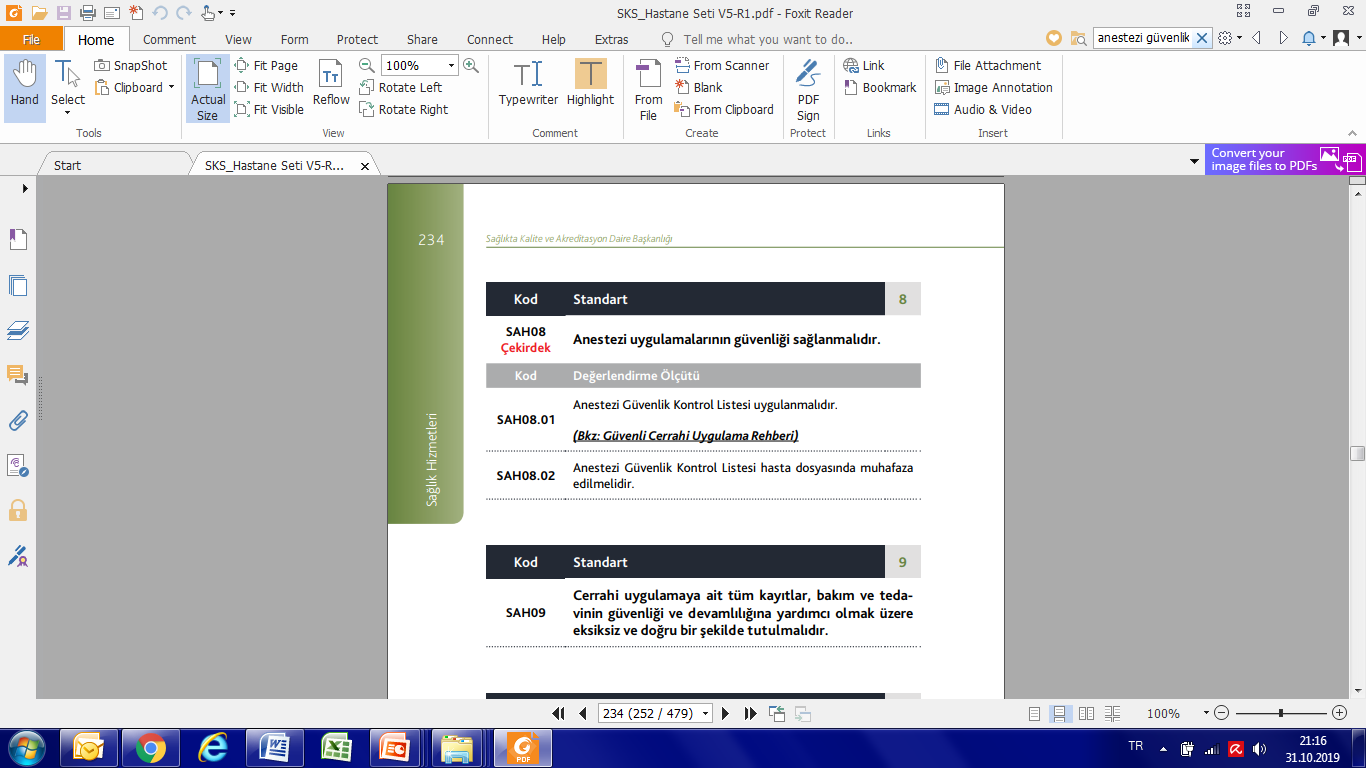 SKS_Hastane Seti V5-R1.pdf - Foxit Reader
File Home Comment View Form Protect Share Connect Help Extras Tell me what you want to do..
anestezi güvenlik
Hand
Select
SnapShot
Clipboard
Tools
Actual Size
Fit Page
Fit Width
Fit Visible
Reflow
100%
Rotate Left
Rotate Right
View
Typewriter
Highlight
Comment
From File
From Scanner
Blank
From Clipboard
Create
PDF Sign
Protect
Link
Bookmark
Links
File Attachment
Image Annotation
Audio & Video
Insert
Start
SKS_Hastane Seti V5-R...
Convert your
image files to PDFs
234
Sağlıkta Kalite ve Akreditasyon Daire Başkanlığı
Sağlık Hizmetleri
Kod Standart 8
SAH08
Çekirdek
Anestezi uygulamalarının güvenliği sağlanmalıdır.
Kod Değerlendirme Ölçütü
SAH08.01
Anestezi Güvenlik Kontrol Listesi uygulanmalıdır.
(Bkz: Güvenli Cerrahi Uygulama Rehberi)
SAH08.02
Anestezi Güvenlik Kontrol Listesi hasta dosyasında muhafaza
edilmelidir.
Kod Standart 9
SAH09
Cerrahi uygulamaya ait tüm kayıtlar, bakım ve teda-
vinin güvenliği ve devamlılığına yardımcı olmak üzere
eksiksiz ve doğru bir şekilde tutulmalıdır.
234 (252 / 479)
100%
TR
21:16
31.10.2019